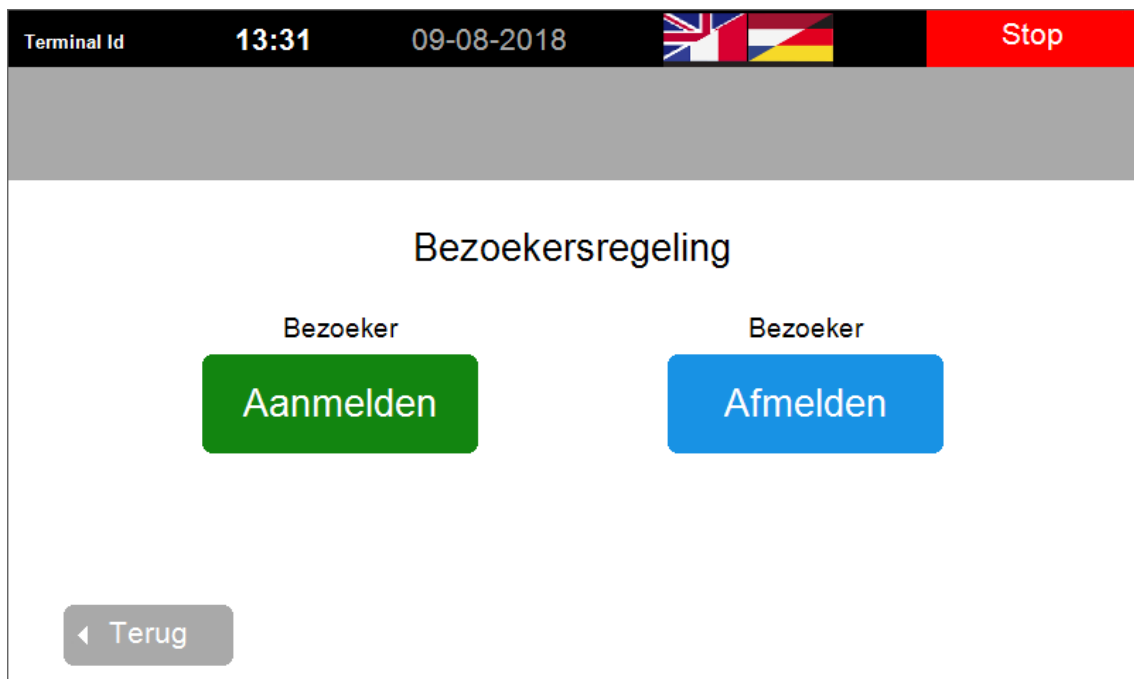 Terminal Id 13:31 09-08-2018 Stop
Bezoekersregeling
Bezoeker Bezoeker
Aanmelden Afmelden
Terug